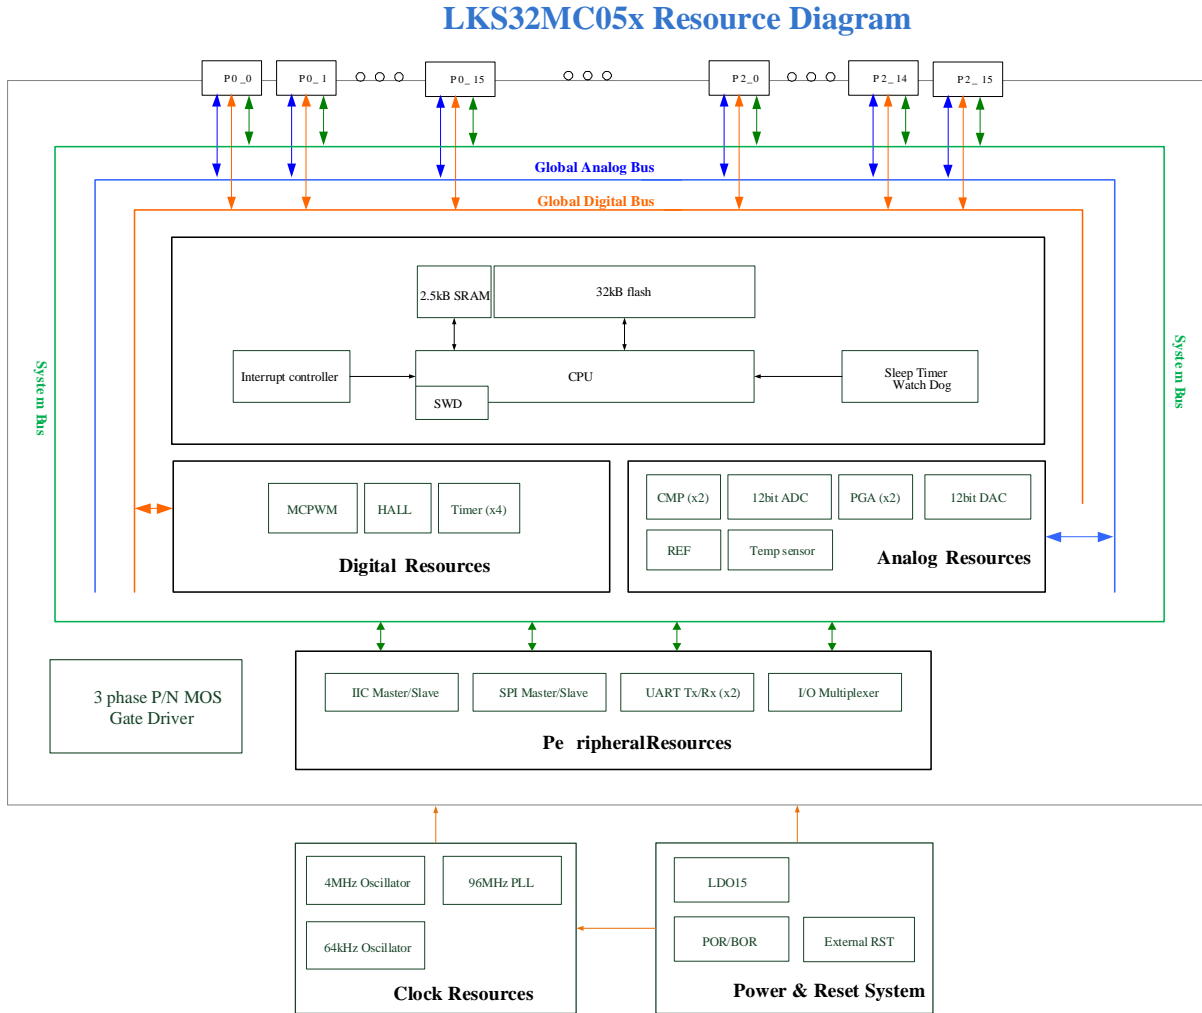 LKS32MC05x Resource Diagram
P0_0
P0_1
P0_15
P2_0
P2_14
P2_15
Global Analog Bus
Global Digital Bus
2.5kB SRAM
32kB flash
System Bus
System Bus
Interrupt controller
CPU
SWD
Sleep Timer
Watch Dog
MCPWM
HALL
Timer (x4)
Digital Resources
CMP (x2)
12bit ADC
PGA (x2)
12bit DAC
REF
Temp sensor
Analog Resources
3 phase P/N MOS
Gate Driver
IIC Master/Slave
SPI Master/Slave
UART Tx/Rx (x2)
I/O Multiplexer
Pe ripheral Resources
4MHz Oscillator
96MHz PLL
64kHz Oscillator
Clock Resources
LDO15
POR/BOR
External RST
Power & Reset System